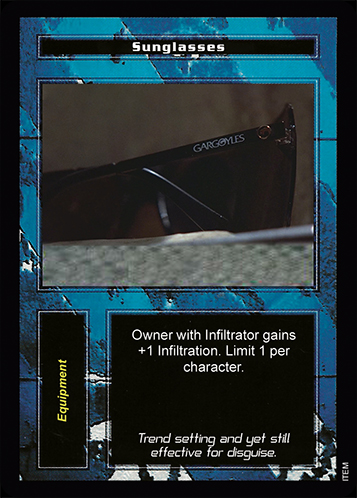 Sunglasses
GARGOYLES
Equipment
Owner with Infiltrator gains
+1 Infiltration. Limit 1 per
character.
Trend setting and yet still
effective for disguise.
ITEM